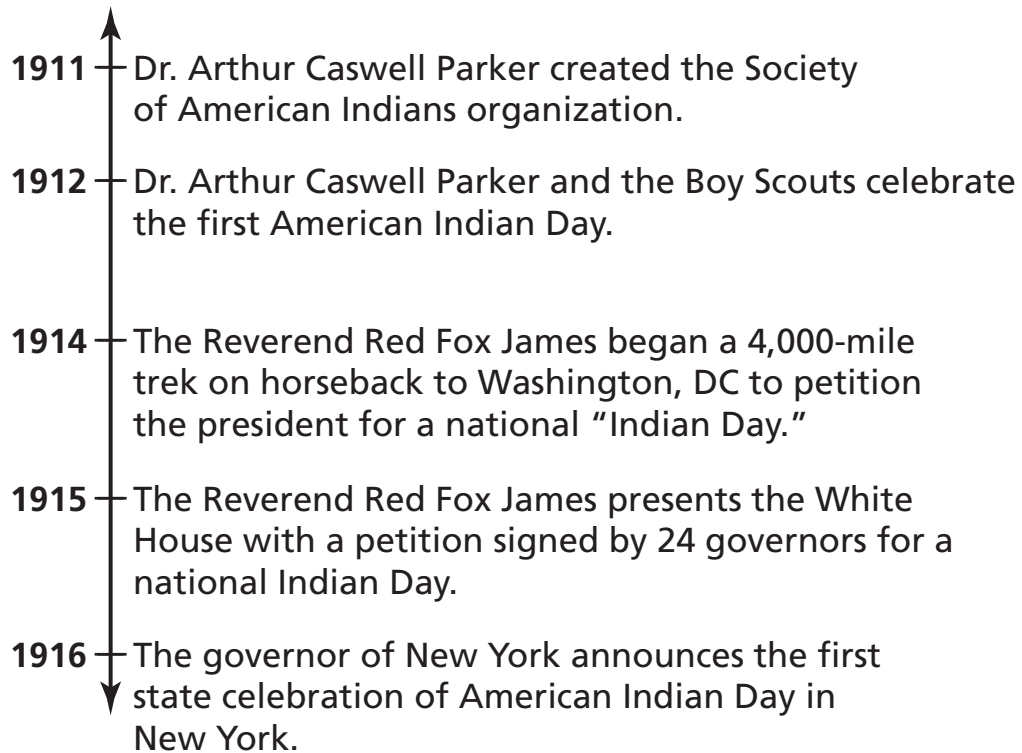 1911 Dr. Arthur Caswell Parker created the Society
of American Indians organization.
1912 Dr. Arthur Caswell Parker and the Boy Scouts celebrate
the first American Indian Day.
1914 The Reverend Red Fox James began a 4,000-mile
trek on horseback to Washington, DC to petition
the president for a national “Indian Day.”
1915 The Reverend Red Fox James presents the White
House with a petition signed by 24 governors for a
national Indian Day.
1916 The governor of New York announces the first
state celebration of American Indian Day in
New York.